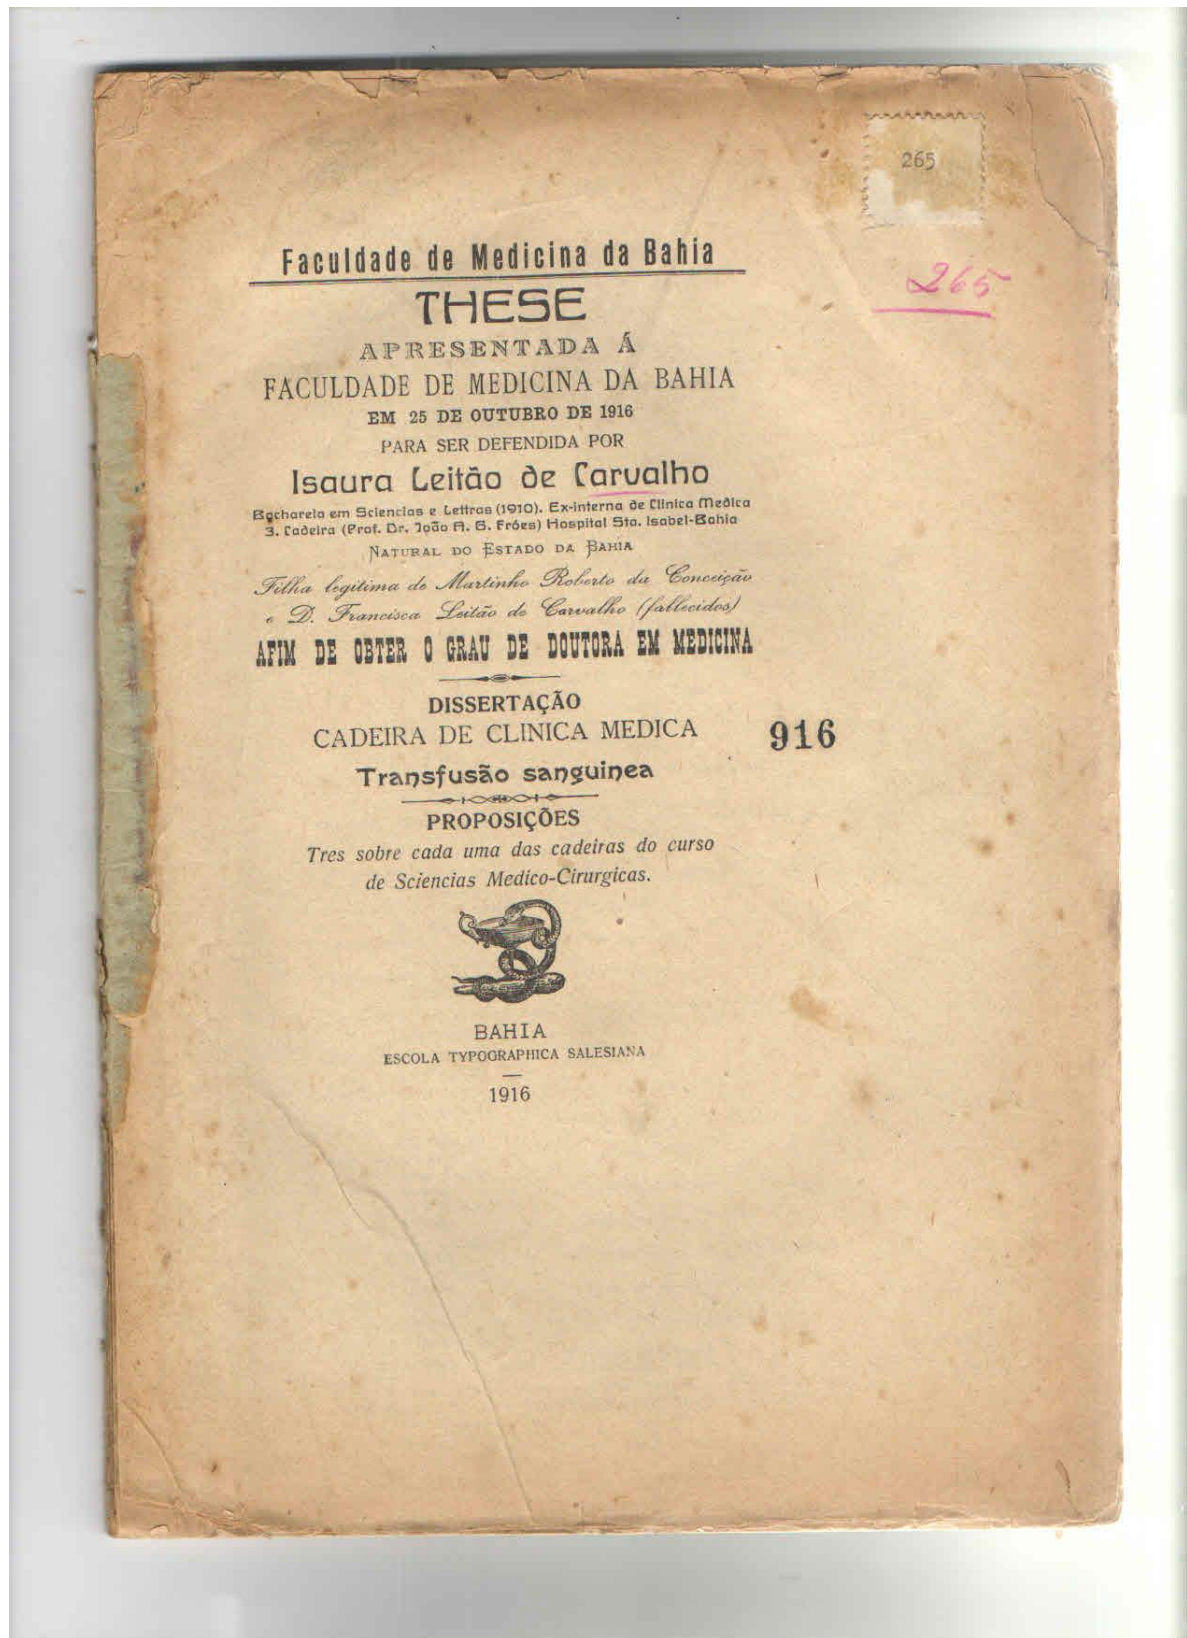 265
265
Faculdade de Medicina da Bahia
THESE
APRESENTADA Á
FACULDADE DE MEDICINA DA BAHIA
EM 25 DE OUTUBRO DE 1916
PARA SER DEFENDIDA POR
Isaura Leitão de Carvalho
Bacharela em Sciencias e Lettras (1910). Ex-interna de Clinica Medica
3. Cadeira (Prof. Dr. João A. G. Fróes) Hospital Sta. Isabel-Bahia
NATURAL DO ESTADO DA BAHIA
Filha legitima de Martinho Roberto da Conceição
e D. Francisca Leitão de Carvalho (fallecidos)
AFIM DE OBTER O GRAU DE DOUTORA EM MEDICINA
DISSERTAÇÃO
CADEIRA DE CLINICA MEDICA
916
Transfusão sanguinea
PROPOSIÇÕES
Tres sobre cada uma das cadeiras do curso
de Sciencias Medico-Cirurgicas.
BAHIA
ESCOLA TYPOGRAPHICA SALESIANA
1916